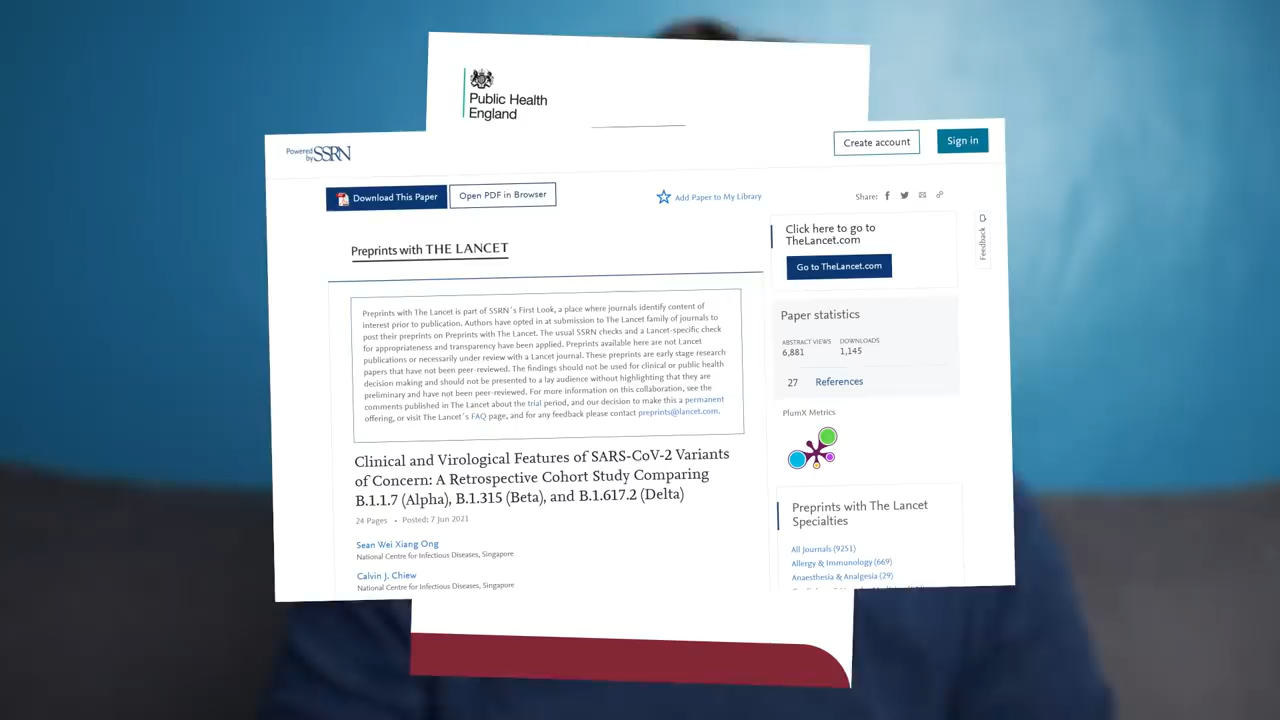 Public Health
England
Powered
by SSRN
Create account
Sign in
Download This Paper
Open PDF in Browser
Add Paper to My Library
Share:
Preprints with THE LANCET
Preprints with The Lancet is part of SSRN´s First Look, a place where journals identify content of
interest prior to publication. Authors have opted in at submission to The Lancet family of journals to
post their preprints on Preprints with The Lancet. The usual SSRN checks and a Lancet-specific check
for appropriateness and transparency have been applied. Preprints available here are not Lancet
publications or necessarily under review with a Lancet journal. These preprints are early stage research
papers that have not been peer-reviewed. The findings should not be used for clinical or public health
decision making and should not be presented to a lay audience without highlighting that they are
preliminary and have not been peer-reviewed. For more information on this collaboration, see the
comments published in The Lancet about the trial period, and our decision to make this a permanent
offering, or visit The Lancet´s FAQ page, and for any feedback please contact preprints@lancet.com.
Clinical and Virological Features of SARS-CoV-2 Variants
of Concern: A Retrospective Cohort Study Comparing
B.1.1.7 (Alpha), B.1.315 (Beta), and B.1.617.2 (Delta)
24 Pages • Posted: 7 Jun 2021
Sean Wei Xiang Ong
National Centre for Infectious Diseases, Singapore
Calvin J. Chiew
National Centre for Infectious Diseases, Singapore
Click here to go to
TheLancet.com
Go to TheLancet.com
Feedback
Paper statistics
ABSTRACT VIEWS DOWNLOADS
6,881 1,145
27 References
PlumX Metrics
Preprints with The Lancet
Specialties
All Journals (9251)
Allergy & Immunology (669)
Anaesthesia & Analgesia (29)